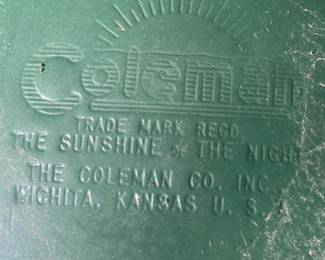 Coleman
TRADE MARK REGD.
THE SUNSHINE OF THE NIGHT
THE COLEMAN CO. INC.,
WICHITA, KANSAS U. S. A.